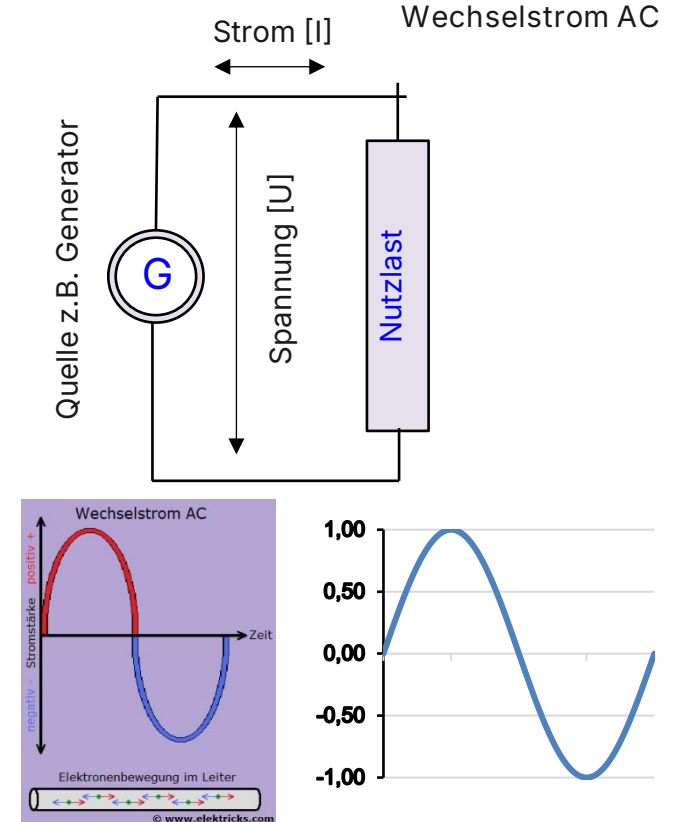 Wechselstrom AC
Strom [I]
Quelle z.B. Generator
G
Spannung [U]
Nutzlast
Wechselstrom AC
positiv +
Stromstärke
negativ -
Zeit
Elektronenbewegung im Leiter
© www.elektricks.com
1,00
0,50
0,00
-0,50
-1,00